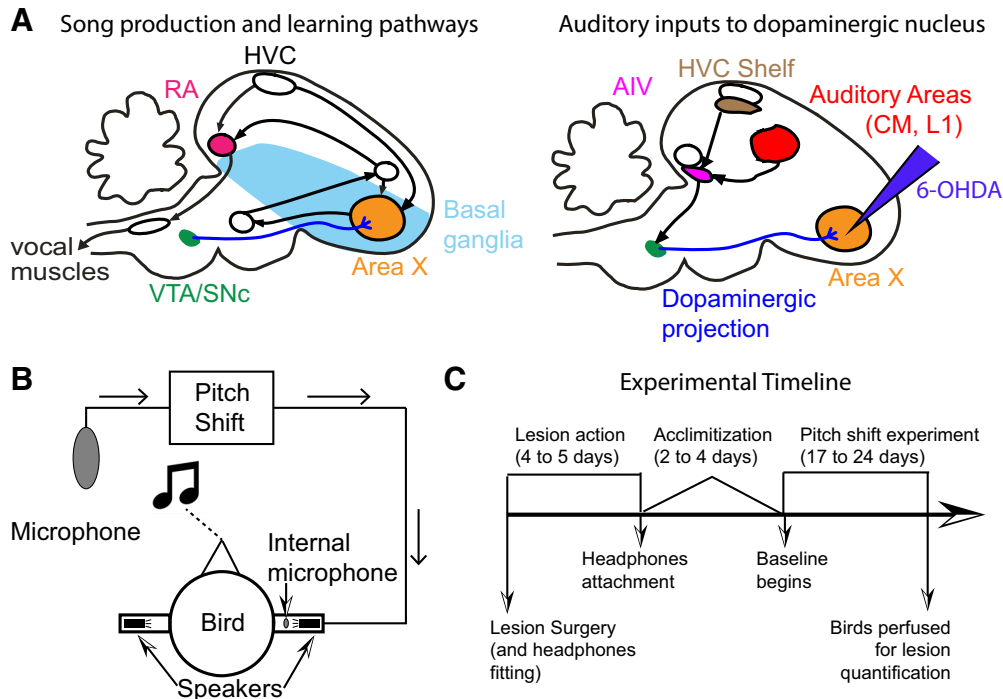 A
Song production and learning pathways
HVC
RA
Basal
ganglia
Area X
vocal
muscles
VTA/SNc
Auditory inputs to dopaminergic nucleus
HVC Shelf
AIV
Auditory Areas
(CM, L1)
6-OHDA
Area X
Dopaminergic
projection
B
Pitch
Shift
Microphone
Internal
microphone
Bird
Speakers
C
Experimental Timeline
Lesion action
(4 to 5 days)
Acclimitization
(2 to 4 days)
Pitch shift experiment
(17 to 24 days)
Headphones
attachment
Baseline
begins
Lesion Surgery
(and headphones
fitting)
Birds perfused
for lesion
quantification